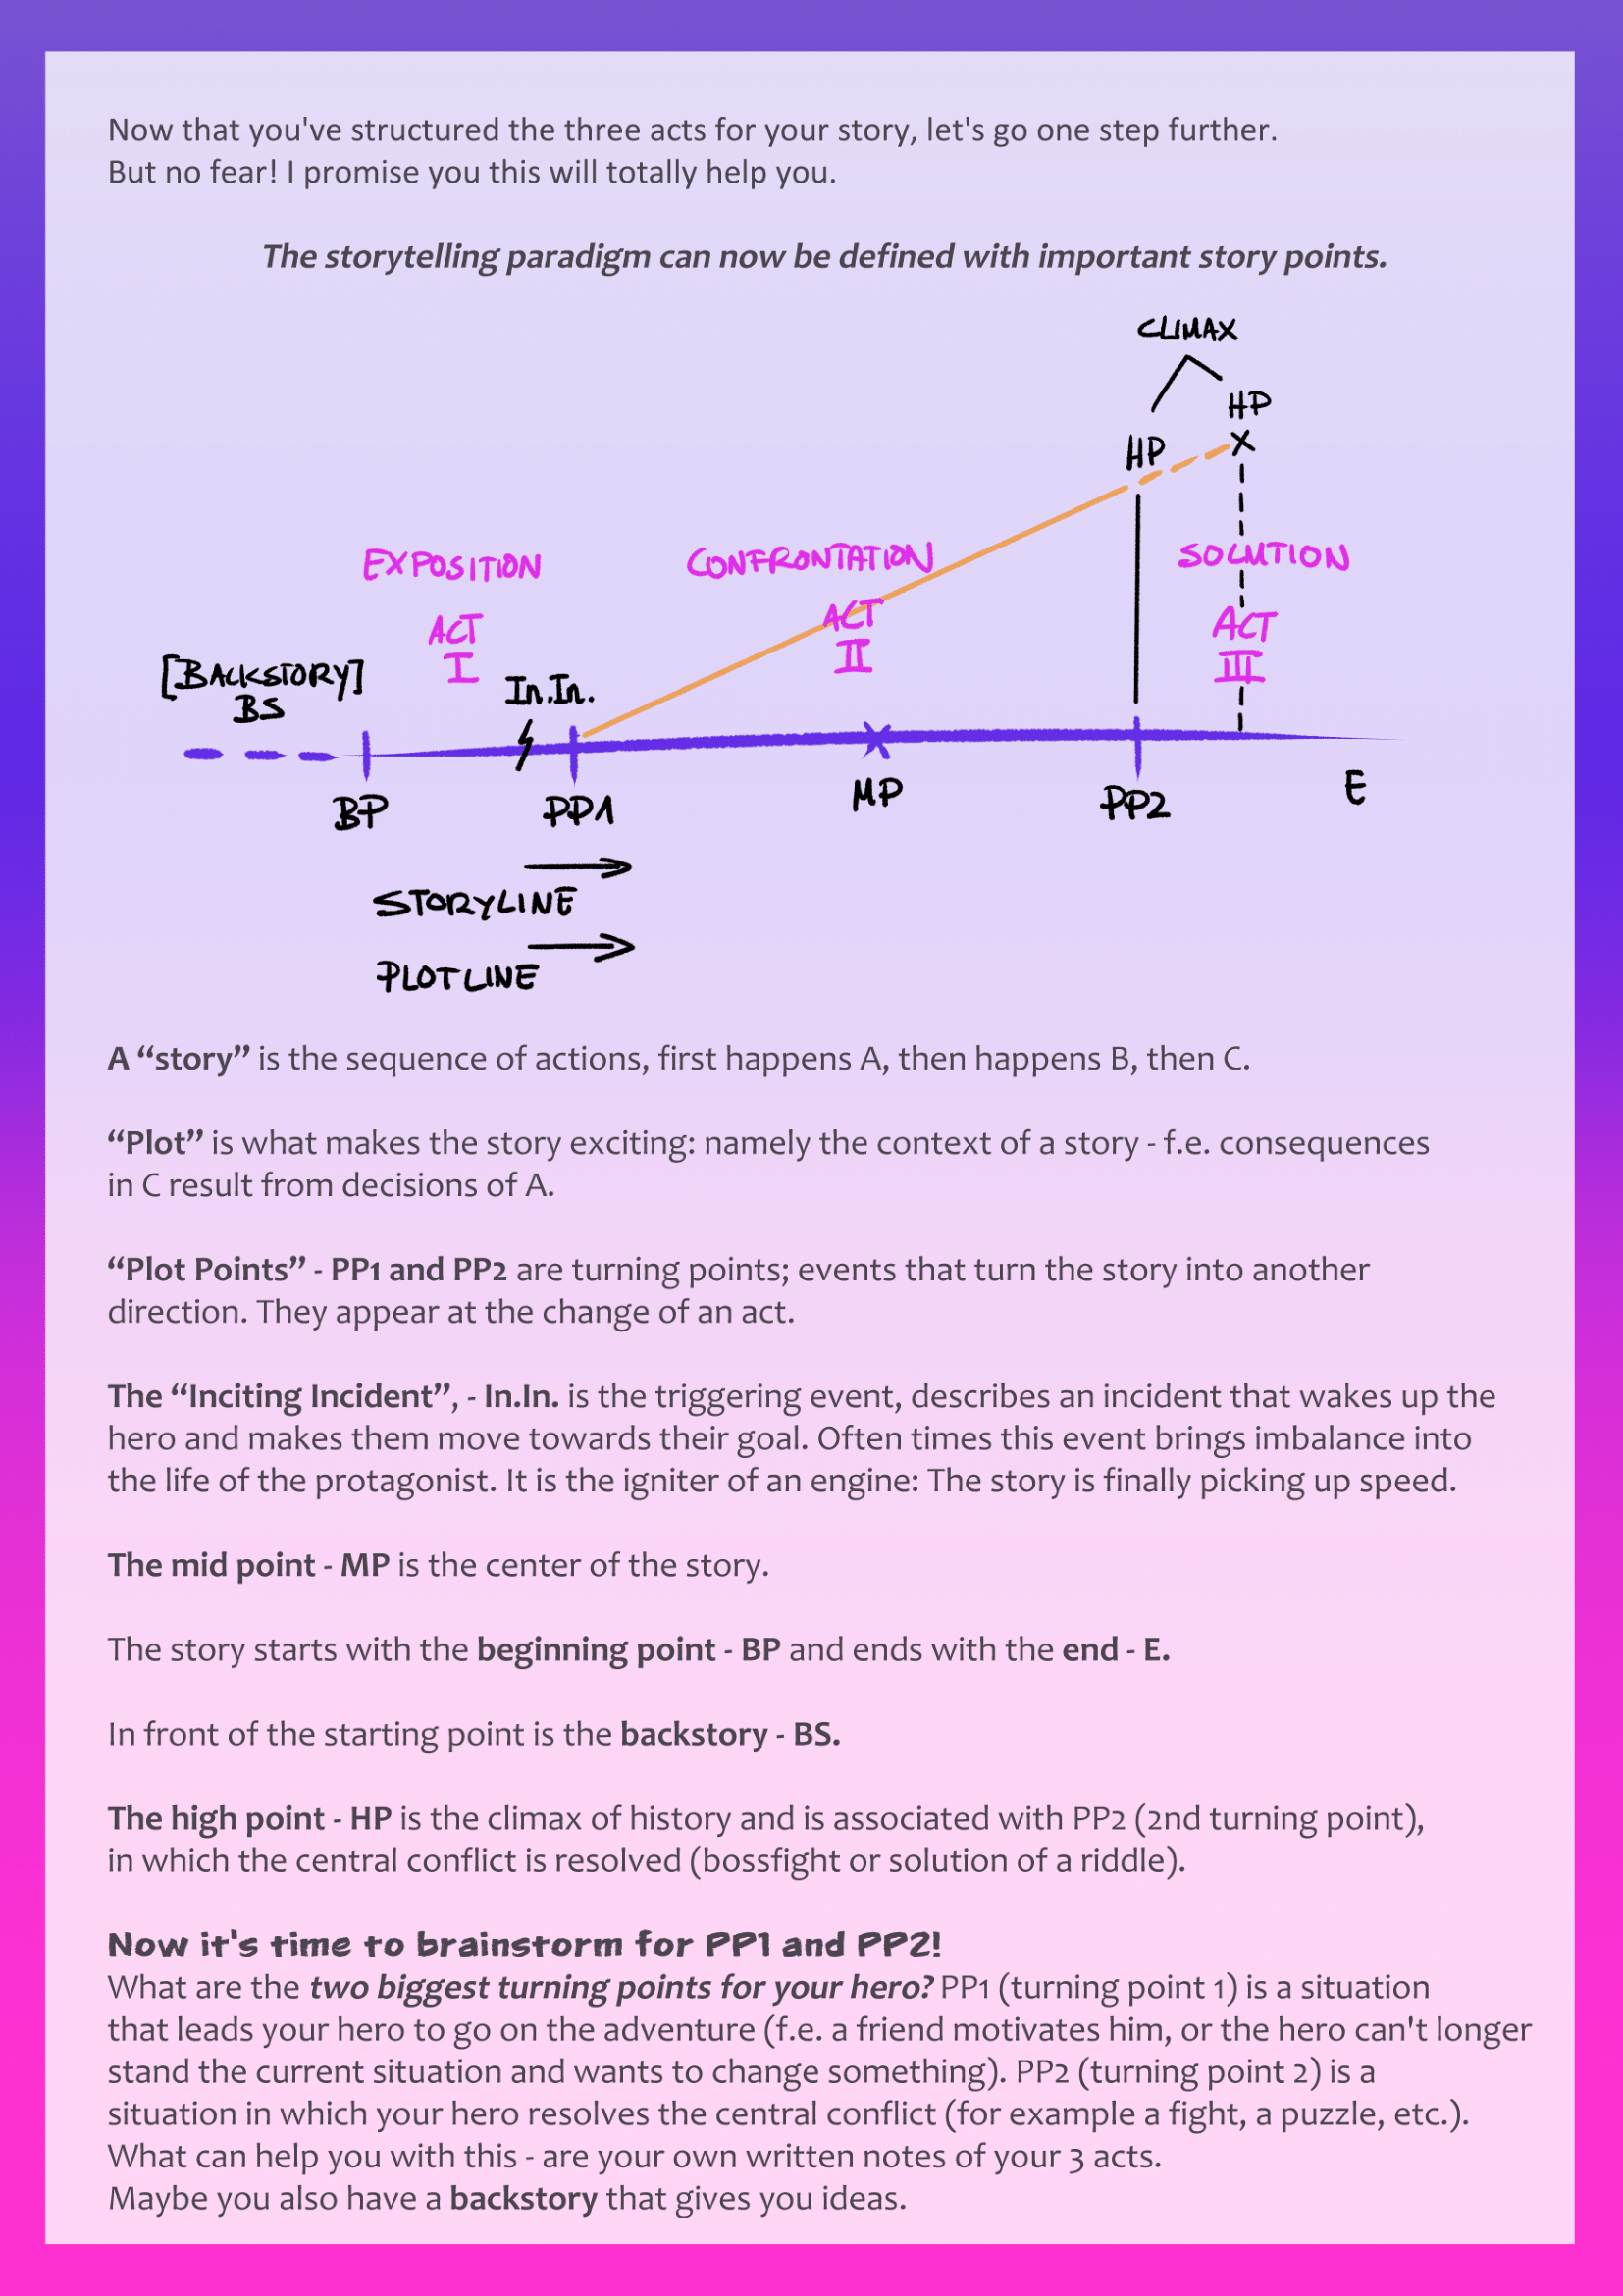 Now that you've structured the three acts for your story, let's go one step further.
But no fear! I promise you this will totally help you.
The storytelling paradigm can now be defined with important story points.
CLIMAX
HP
HP
EXPOSITION
CONFRONTATION
SOLUTION
ACT
I
ACT
II
ACT
III
[BACKSTORY]
BS
In.In.
BP
PP1
MP
PP2
E
STORYLINE
PLOTLINE
A “story” is the sequence of actions, first happens A, then happens B, then C.
“Plot” is what makes the story exciting: namely the context of a story - f.e. consequences
in C result from decisions of A.
“Plot Points” - PP1 and PP2 are turning points; events that turn the story into another
direction. They appear at the change of an act.
The “Inciting Incident”, - In.In. is the triggering event, describes an incident that wakes up the
hero and makes them move towards their goal. Often times this event brings imbalance into
the life of the protagonist. It is the igniter of an engine: The story is finally picking up speed.
The mid point - MP is the center of the story.
The story starts with the beginning point - BP and ends with the end - E.
In front of the starting point is the backstory - BS.
The high point - HP is the climax of history and is associated with PP2 (2nd turning point),
in which the central conflict is resolved (bossfight or solution of a riddle).
Now it's time to brainstorm for PP1 and PP2!
What are the two biggest turning points for your hero? PP1 (turning point 1) is a situation
that leads your hero to go on the adventure (f.e. a friend motivates him, or the hero can't longer
stand the current situation and wants to change something). PP2 (turning point 2) is a
situation in which your hero resolves the central conflict (for example a fight, a puzzle, etc.).
What can help you with this - are your own written notes of your 3 acts.
Maybe you also have a backstory that gives you ideas.